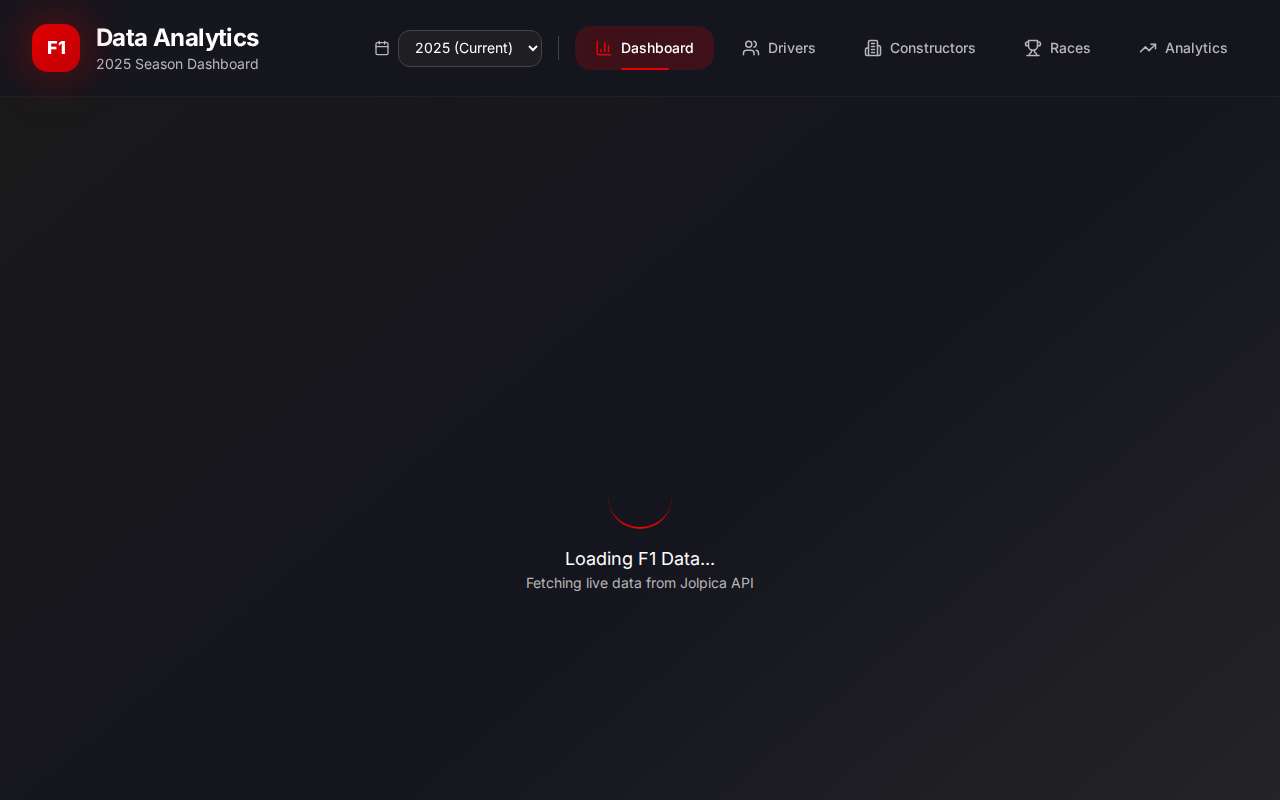 F1
Data Analytics
2025 Season Dashboard
2025 (Current)
Dashboard
Drivers
Constructors
Races
Analytics
Loading F1 Data...
Fetching live data from Jolpica API